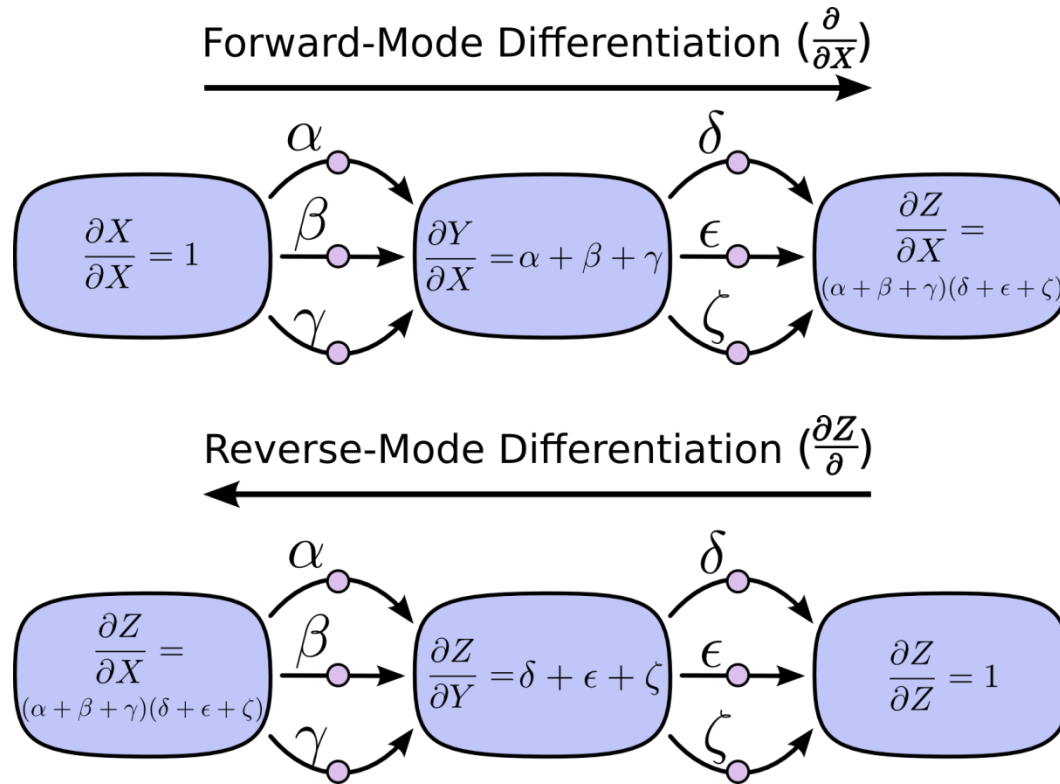 Forward-Mode Differentiation (∂/∂X)
α
δ
β
ϵ
γ
ζ
∂X/∂X = 1
∂Y/∂X = α + β + γ
∂Z/∂X =
(α + β + γ)(δ + ϵ + ζ)
Reverse-Mode Differentiation (∂Z/∂)
α
δ
β
ϵ
γ
ζ
∂Z/∂X =
(α + β + γ)(δ + ϵ + ζ)
∂Z/∂Y = δ + ϵ + ζ
∂Z/∂Z = 1